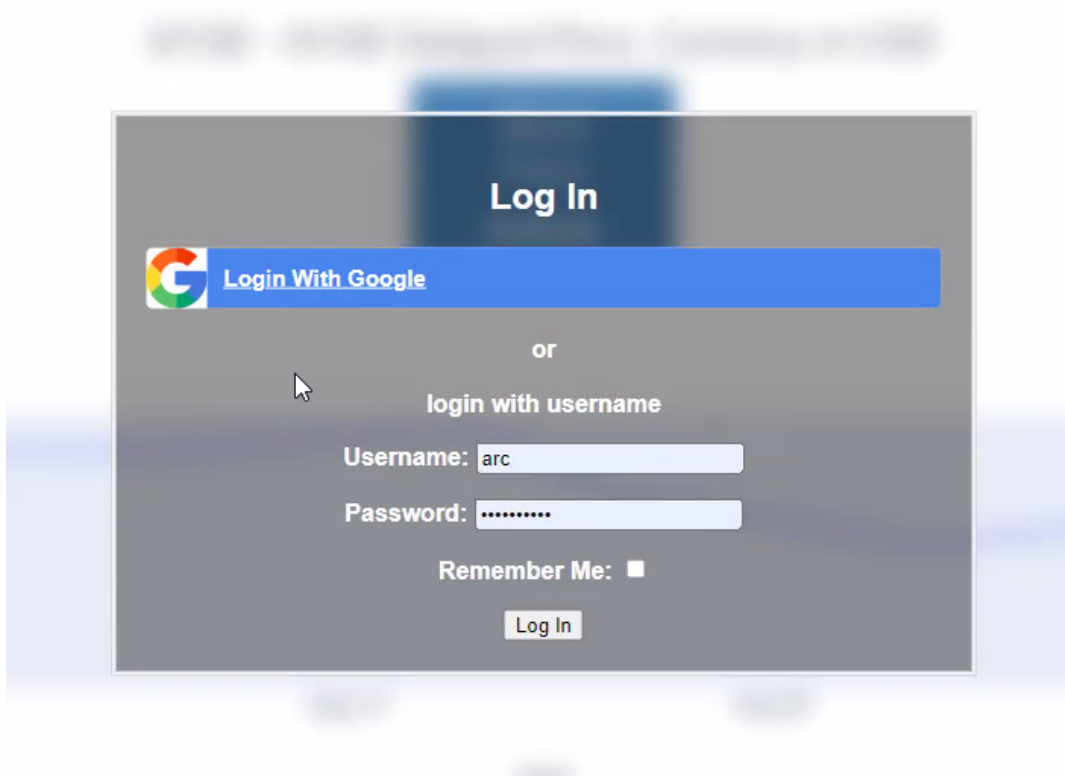 Log In
Login With Google
or
login with username
Username: arc
Password: ••••••••••
Remember Me:
Log In